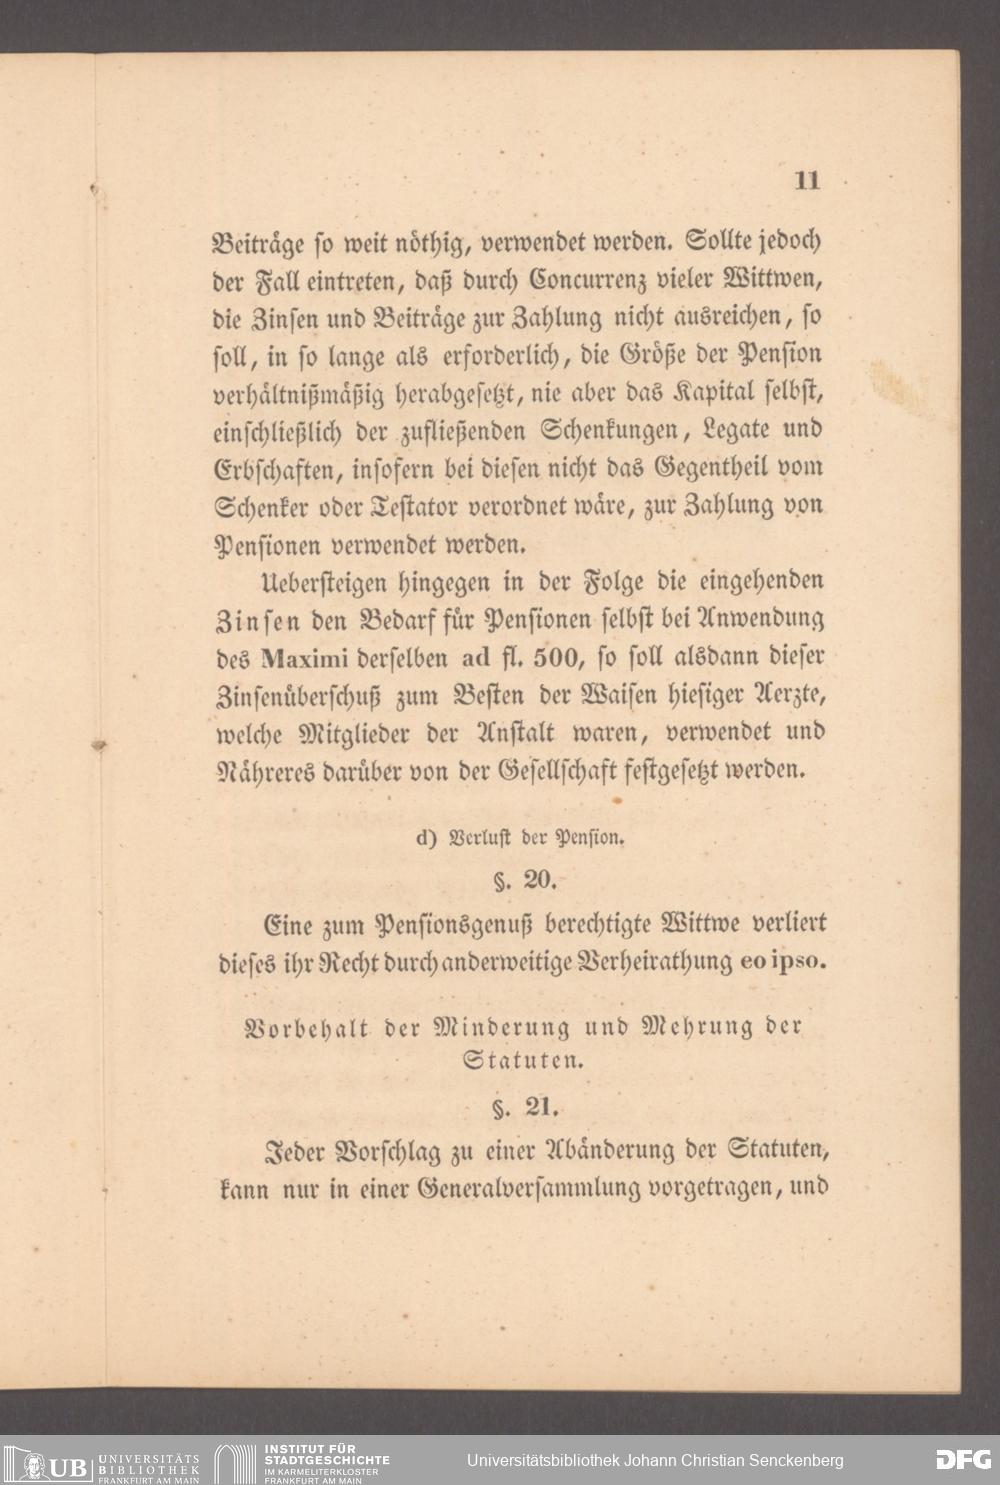 11
Beiträge so weit nöthig, verwendet werden. Sollte jedoch
der Fall eintreten, daß durch Concurrenz vieler Wittwen,
die Zinsen und Beiträge zur Zahlung nicht ausreichen, so
soll, in so lange als erforderlich, die Größe der Pension
verhältnißmäßig herabgesetzt, nie aber das Kapital selbst,
einschließlich der zufließenden Schenkungen, Legate und
Erbschaften, insofern bei diesen nicht das Gegentheil vom
Schenker oder Testator verordnet wäre, zur Zahlung von
Pensionen verwendet werden.
Uebersteigen hingegen in der Folge die eingehenden
Zinsen den Bedarf für Pensionen selbst bei Anwendung
des Maximi derselben ad fl. 500, so soll alsdann dieser
Zinsenüberschuß zum Besten der Waisen hiesiger Aerzte,
welche Mitglieder der Anstalt waren, verwendet und
Nähreres darüber von der Gesellschaft festgesetzt werden.
d) Verlust der Pension.
§. 20.
Eine zum Pensionsgenuß berechtigte Wittwe verliert
dieses ihr Recht durch anderweitige Verheirathung eo ipso.
Vorbehalt der Minderung und Mehrung der
Statuten.
§. 21.
Jeder Vorschlag zu einer Abänderung der Statuten,
kann nur in einer Generalversammlung vorgetragen, und
UB UNIVERSITÄTS
BIBLIOTHEK
FRANKFURT AM MAIN
INSTITUT FÜR
STADTGESCHICHTE
IM KARMELITERKLOSTER
FRANKFURT AM MAIN
Universitätsbibliothek Johann Christian Senckenberg
DFG